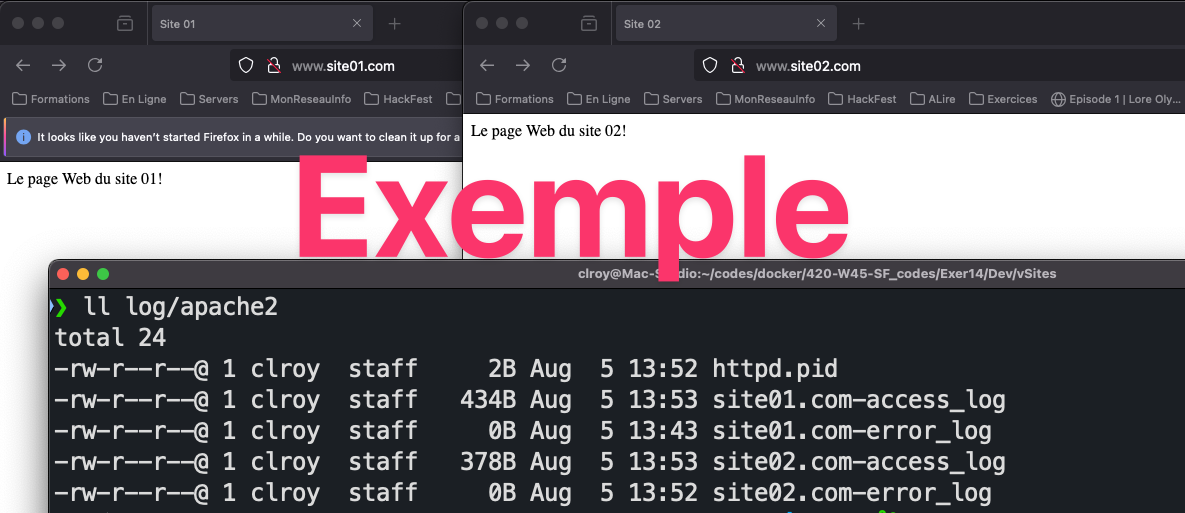 Site 01
www.site01.com
Formations En Ligne Servers MonReseauInfo HackFest
It looks like you haven't started Firefox in a while. Do you want to clean it up for a
Le page Web du site 01!
Site 02
www.site02.com
Formations En Ligne Servers MonReseauInfo HackFest ALire Exercices Episode 1 | Lore Oly...
Le page Web du site 02!
Exemple
clroy@Mac-Studio:~/codes/docker/420-W45-SF_codes/Exer14/Dev/vSites
❯ ll log/apache2
total 24
-rw-r--r--@ 1 clroy  staff     2B Aug  5 13:52 httpd.pid
-rw-r--r--@ 1 clroy  staff   434B Aug  5 13:53 site01.com-access_log
-rw-r--r--@ 1 clroy  staff     0B Aug  5 13:43 site01.com-error_log
-rw-r--r--@ 1 clroy  staff   378B Aug  5 13:53 site02.com-access_log
-rw-r--r--@ 1 clroy  staff     0B Aug  5 13:52 site02.com-error_log